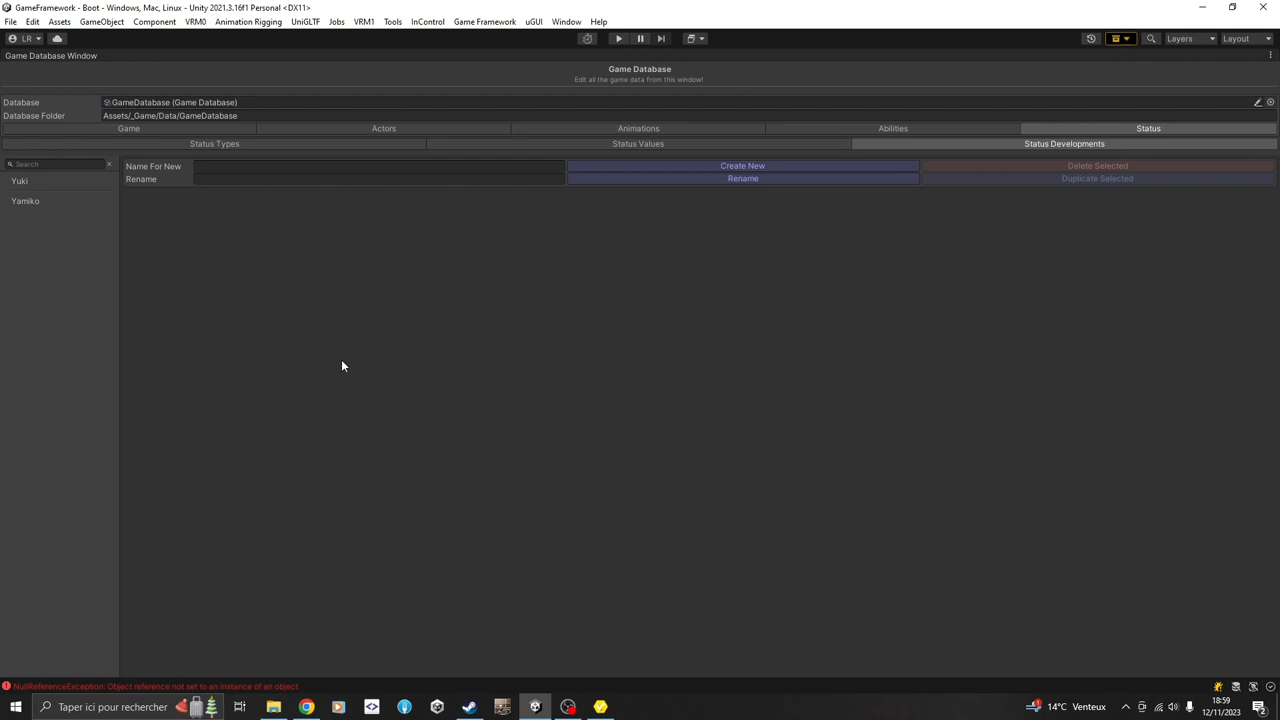 GameFramework - Boot - Windows, Mac, Linux - Unity 2021.3.16f1 Personal <DX11>
File Edit Assets GameObject Component VRM0 Animation Rigging UniGLTF Jobs VRM1 Tools InControl Game Framework uGUI Window Help
LR Layers Layout
Game Database Window
Game Database
Edit all the game data from this window!
Database GameDatabase (Game Database)
Database Folder Assets/_Game/Data/GameDatabase
Game Actors Animations Abilities Status
Status Types Status Values Status Developments
Search
Name For New Create New Delete Selected
Rename Rename Duplicate Selected
Yuki
Yamiko
NullReferenceException: Object reference not set to an instance of an object
Taper ici pour rechercher 14°C Venteux 18:59
12/11/2023